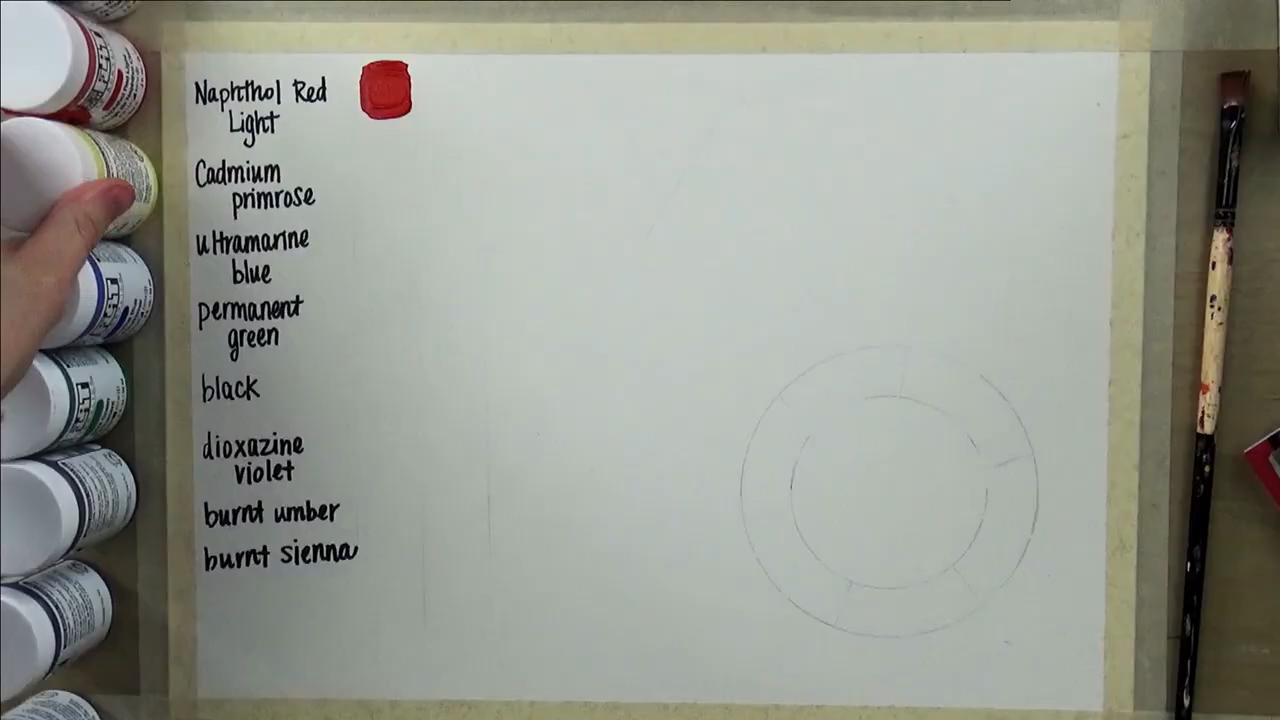 Naphthol Red
Light
Cadmium
primrose
ultramarine
blue
permanent
green
black
dioxazine
violet
burnt umber
burnt sienna